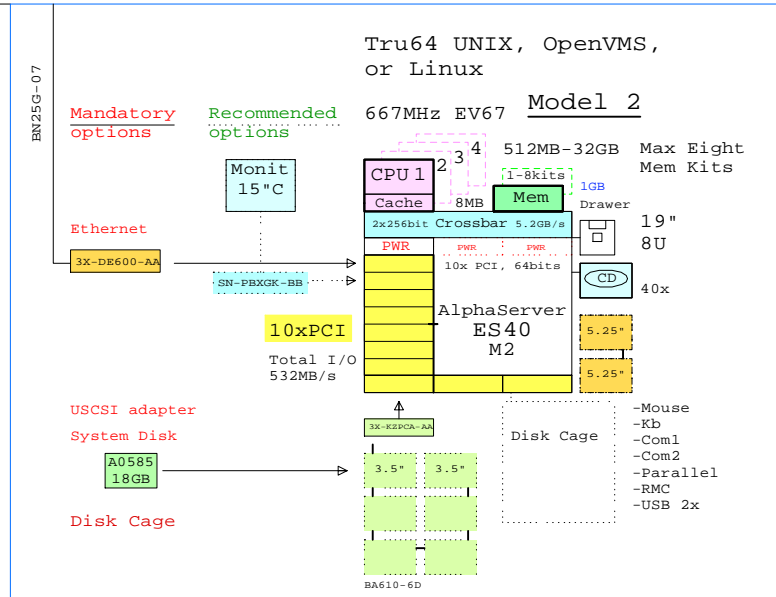 Tru64 UNIX, OpenVMS,
or Linux
BN25G-07
Mandatory
options
Recommended
options
667MHz EV67
Model 2
Monit
15"C
CPU 1
2
3
4
Cache
8MB
512MB-32GB
1-8kits
Mem
Max Eight
Mem Kits
1GB
Drawer
2x256bit Crossbar 5.2GB/s
19"
8U
Ethernet
3X-DE600-AA
SN-PBXGK-BB
PWR
PWR
PWR
10x PCI, 64bits
CD
40x
AlphaServer
ES40
M2
10xPCI
Total I/O
532MB/s
5.25"
5.25"
USCSI adapter
System Disk
3X-KZPCA-AA
A0585
18GB
3.5"
3.5"
Disk Cage
-Mouse
-Kb
-Com1
-Com2
-Parallel
-RMC
-USB 2x
Disk Cage
BA610-6D